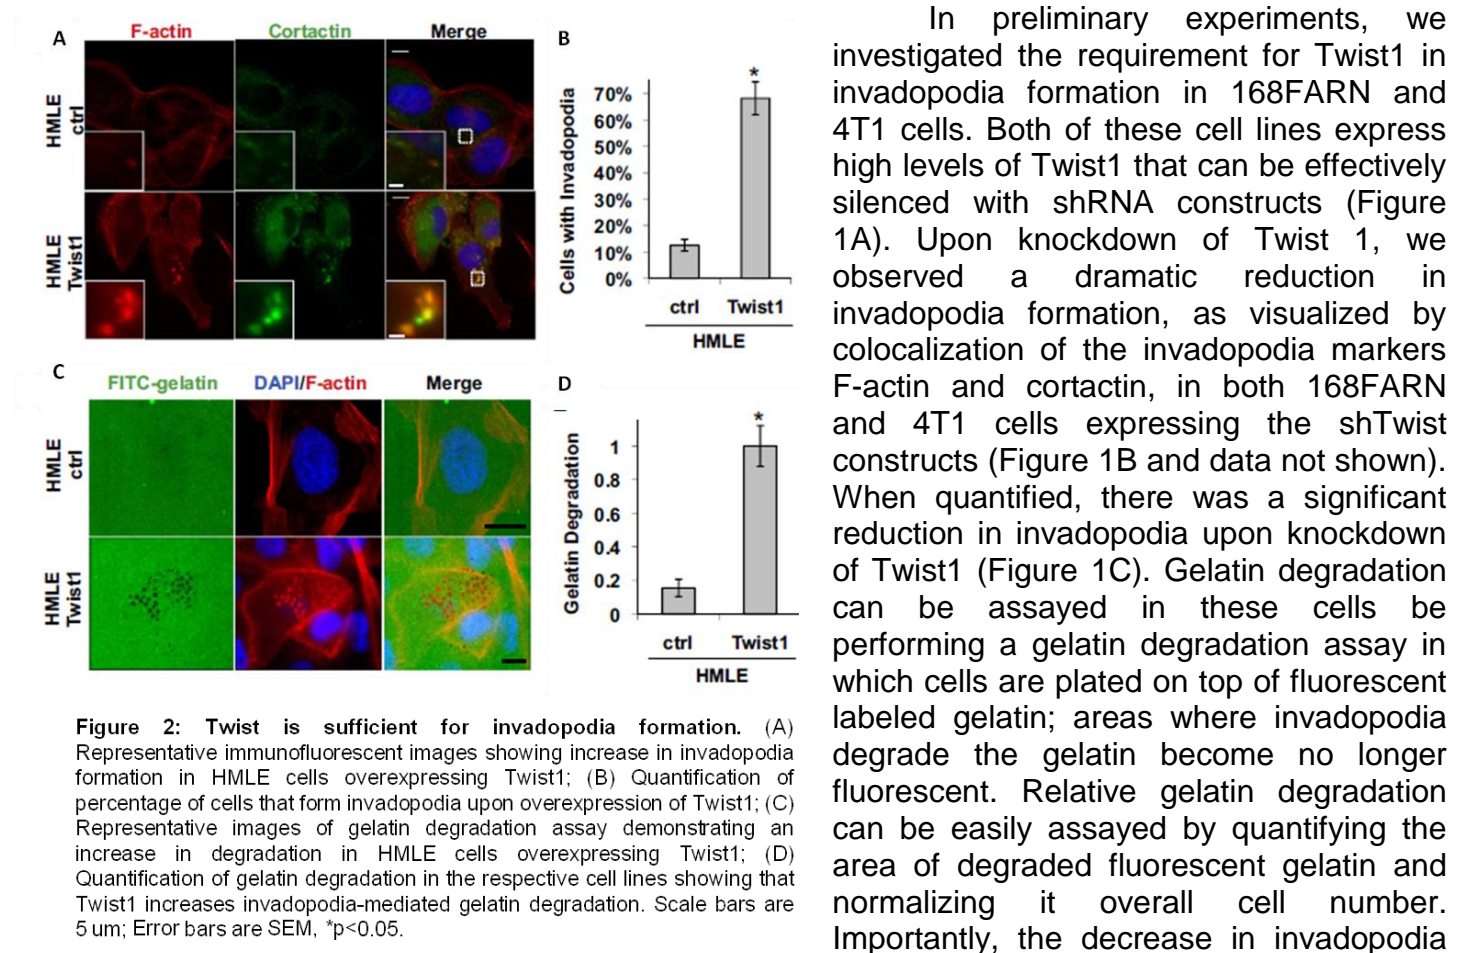 A
F-actin
Cortactin
Merge
HMLE
ctrl
HMLE
Twist1
B
Cells with Invadopodia
70%
60%
50%
40%
30%
20%
10%
0%
*
ctrl
Twist1
HMLE
C
FITC-gelatin
DAPI/F-actin
Merge
HMLE
ctrl
HMLE
Twist1
D
Gelatin Degradation
1
0.8
0.6
0.4
0.2
0
*
ctrl
Twist1
HMLE
Figure 2: Twist is sufficient for invadopodia formation. (A)
Representative immunofluorescent images showing increase in invadopodia
formation in HMLE cells overexpressing Twist1; (B) Quantification of
percentage of cells that form invadopodia upon overexpression of Twist1; (C)
Representative images of gelatin degradation assay demonstrating an
increase in degradation in HMLE cells overexpressing Twist1; (D)
Quantification of gelatin degradation in the respective cell lines showing that
Twist1 increases invadopodia-mediated gelatin degradation. Scale bars are
5 um; Error bars are SEM, *p<0.05.
In preliminary experiments, we
investigated the requirement for Twist1 in
invadopodia formation in 168FARN and
4T1 cells. Both of these cell lines express
high levels of Twist1 that can be effectively
silenced with shRNA constructs (Figure
1A). Upon knockdown of Twist 1, we
observed a dramatic reduction in
invadopodia formation, as visualized by
colocalization of the invadopodia markers
F-actin and cortactin, in both 168FARN
and 4T1 cells expressing the shTwist
constructs (Figure 1B and data not shown).
When quantified, there was a significant
reduction in invadopodia upon knockdown
of Twist1 (Figure 1C). Gelatin degradation
can be assayed in these cells be
performing a gelatin degradation assay in
which cells are plated on top of fluorescent
labeled gelatin; areas where invadopodia
degrade the gelatin become no longer
fluorescent. Relative gelatin degradation
can be easily assayed by quantifying the
area of degraded fluorescent gelatin and
normalizing it overall cell number.
Importantly, the decrease in invadopodia